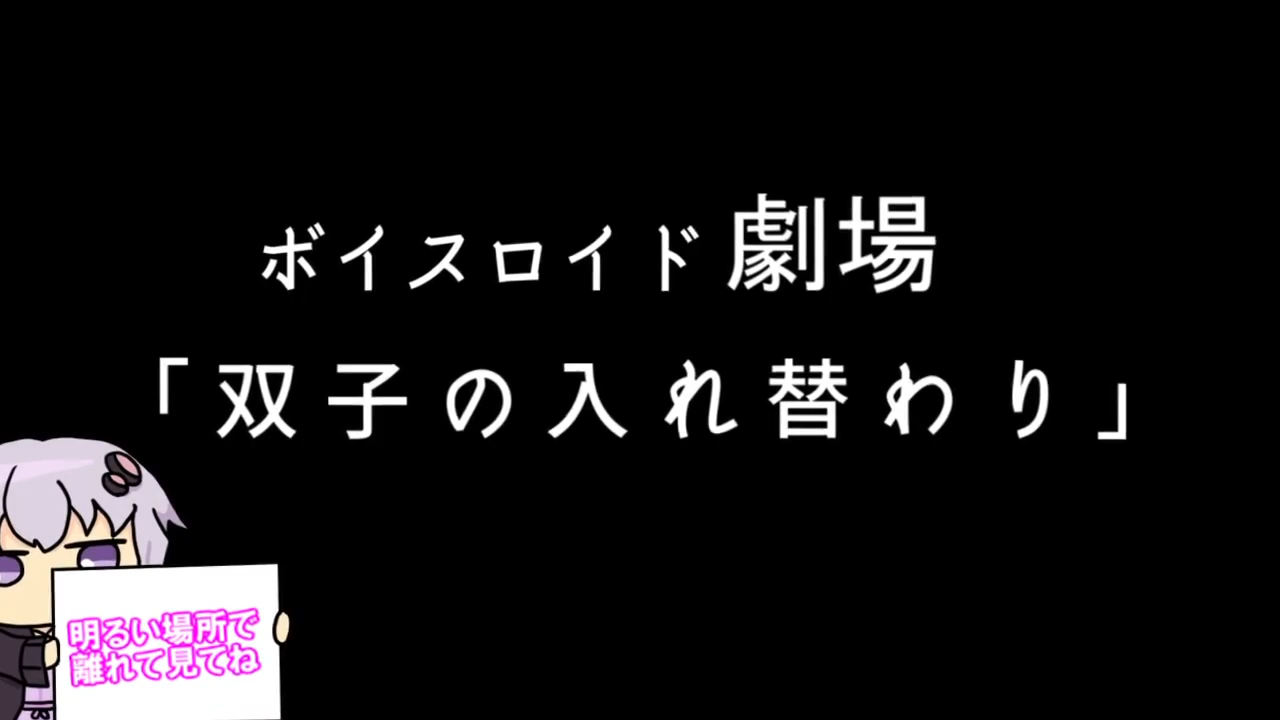 ボイスロイド劇場
「双子の入れ替わり」
明るい場所で
離れて見てね